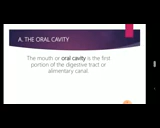 A. THE ORAL CAVITY
The mouth or oral cavity is the first
portion of the digestive tract or
alimentary canal